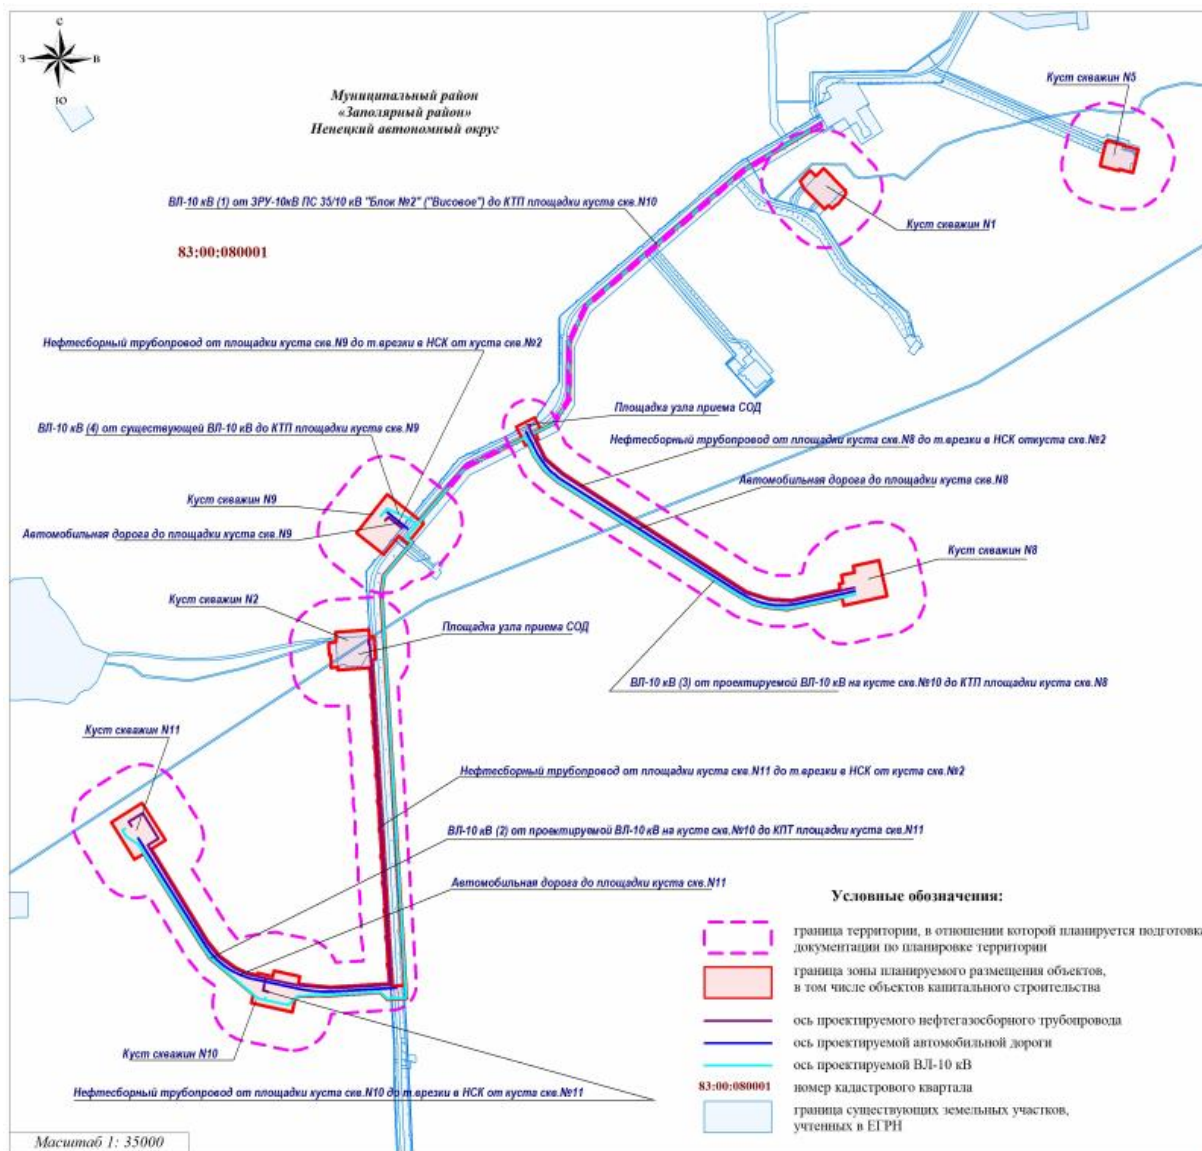 С
З
В
Ю
Муниципальный район
«Заполярный район»
Ненецкий автономный округ
Куст скважин N5
ВЛ-10 кВ (1) от ЗРУ-10кВ ПС 35/10 кВ "Блок №2" ("Висовое") до КТП площадки куста скв.N10
Куст скважин N1
83:00:080001
Нефтесборный трубопровод от площадки куста скв.N9 до т.врезки в НСК от куста скв.№2
Площадка узла приема СОД
ВЛ-10 кВ (4) от существующей ВЛ-10 кВ до КТП площадки куста скв.N9
Нефтесборный трубопровод от площадки куста скв.N8 до т.врезки в НСК откуста скв.№2
Автомобильная дорога до площадки куста скв.N8
Куст скважин N9
Автомобильная дорога до площадки куста скв.N9
Куст скважин N8
Куст скважин N2
Площадка узла приема СОД
ВЛ-10 кВ (3) от проектируемой ВЛ-10 кВ на кусте скв.№10 до КТП площадки куста скв.N8
Куст скважин N11
Нефтесборный трубопровод от площадки куста скв.N11 до т.врезки в НСК от куста скв.№2
ВЛ-10 кВ (2) от проектируемой ВЛ-10 кВ на кусте скв.№10 до КПТ площадки куста скв.N11
Автомобильная дорога до площадки куста скв.N11
Куст скважин N10
Нефтесборный трубопровод от площадки куста скв.N10 до т.врезки в НСК от куста скв.№11
Условные обозначения:
граница территории, в отношении которой планируется подготовка
документации по планировке территории
граница зоны планируемого размещения объектов,
в том числе объектов капитального строительства
ось проектируемого нефтегазосборного трубопровода
ось проектируемой автомобильной дороги
ось проектируемой ВЛ-10 кВ
83:00:080001 номер кадастрового квартала
граница существующих земельных участков,
учтенных в ЕГРН
Масштаб 1: 35000